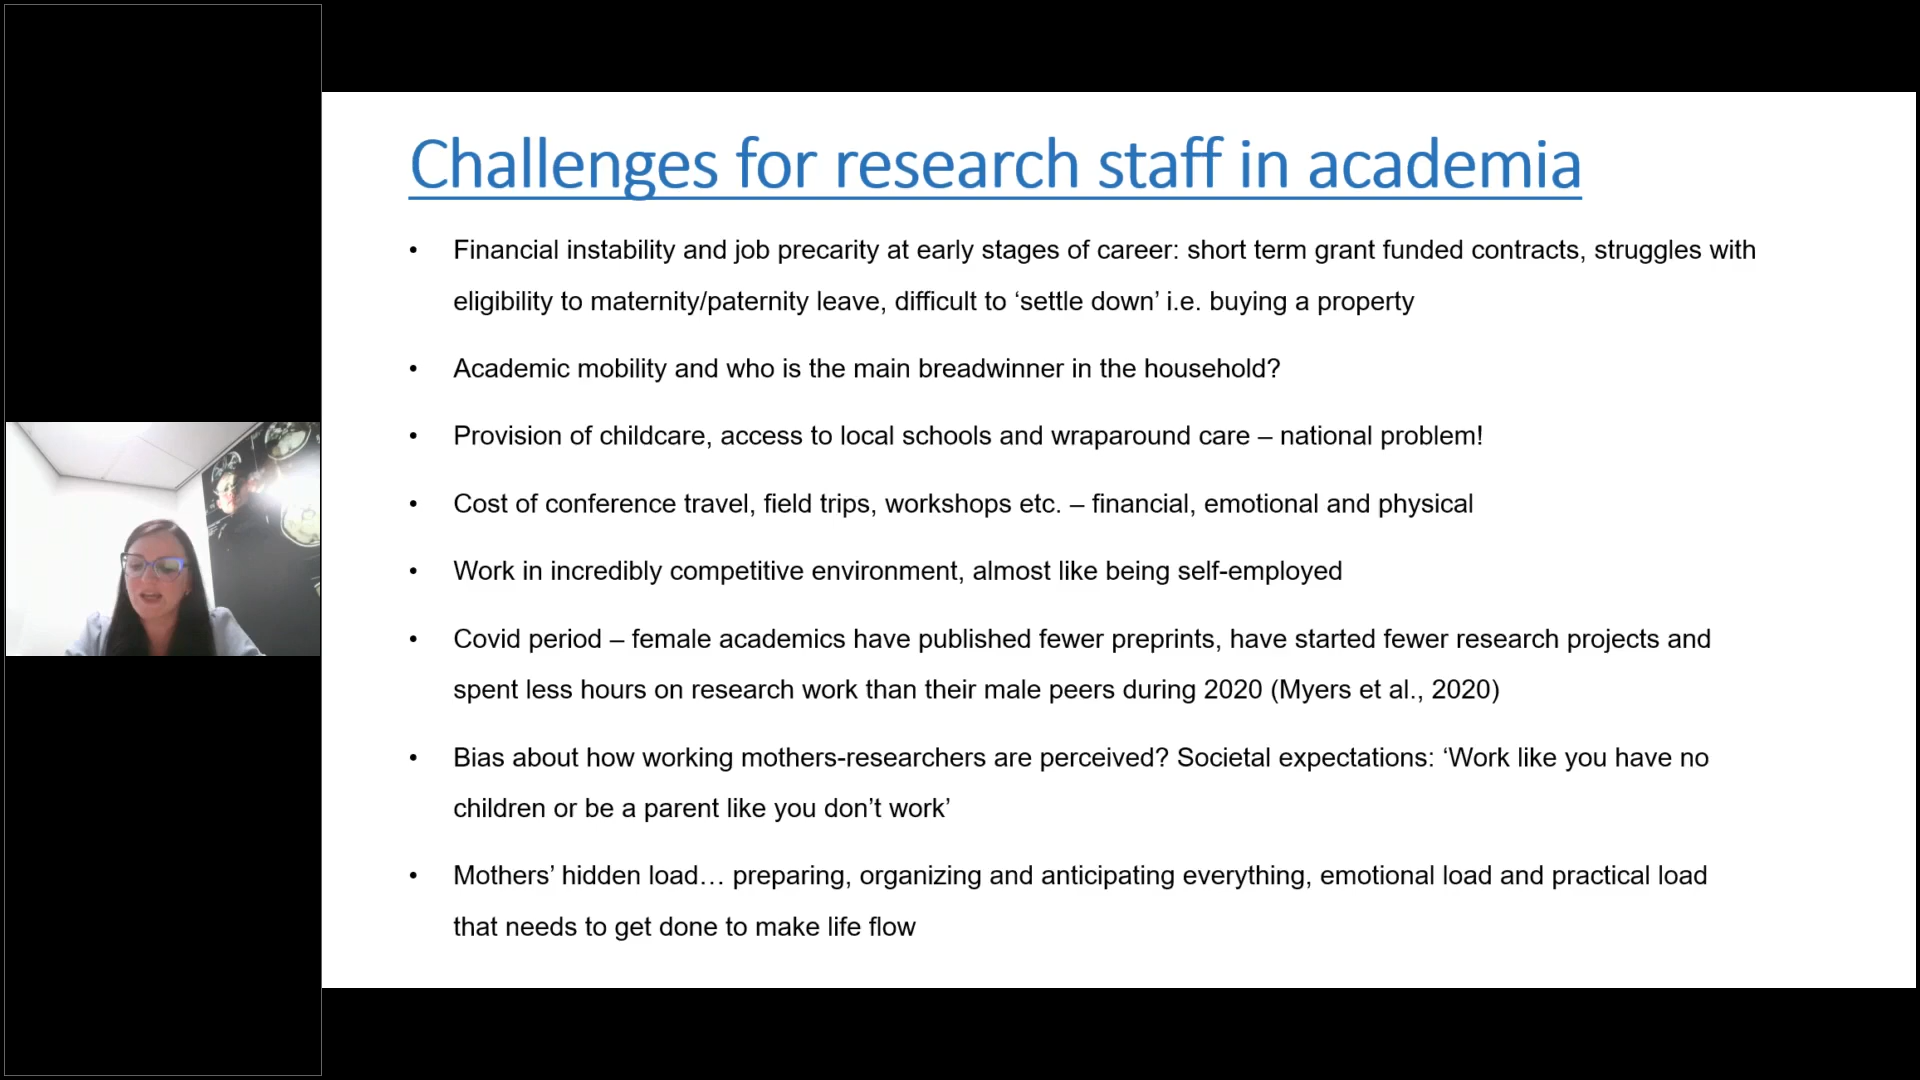 Challenges for research staff in academia
• Financial instability and job precarity at early stages of career: short term grant funded contracts, struggles with
eligibility to maternity/paternity leave, difficult to ‘settle down’ i.e. buying a property
• Academic mobility and who is the main breadwinner in the household?
• Provision of childcare, access to local schools and wraparound care – national problem!
• Cost of conference travel, field trips, workshops etc. – financial, emotional and physical
• Work in incredibly competitive environment, almost like being self-employed
• Covid period – female academics have published fewer preprints, have started fewer research projects and
spent less hours on research work than their male peers during 2020 (Myers et al., 2020)
• Bias about how working mothers-researchers are perceived? Societal expectations: ‘Work like you have no
children or be a parent like you don’t work’
• Mothers’ hidden load… preparing, organizing and anticipating everything, emotional load and practical load
that needs to get done to make life flow